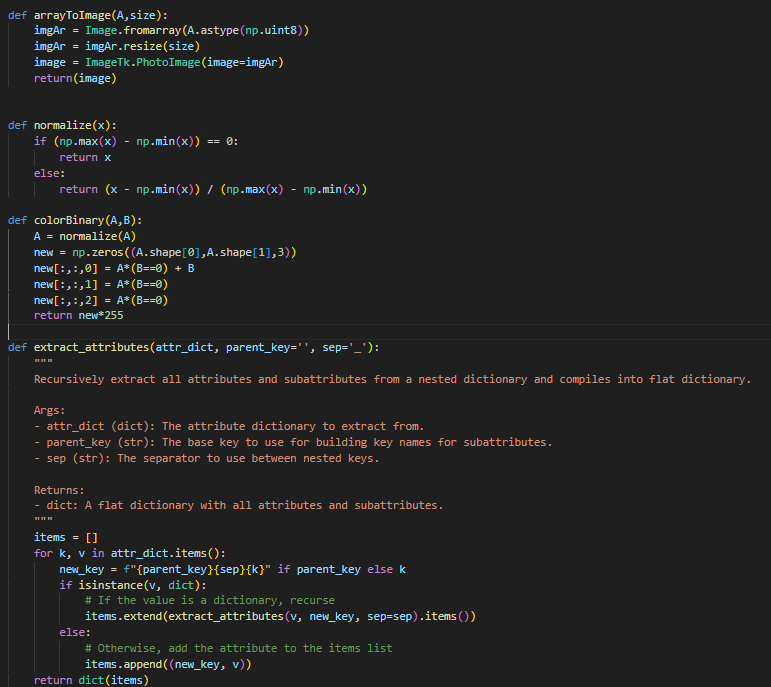 def arrayToImage(A,size):
    imgAr = Image.fromarray(A.astype(np.uint8))
    imgAr = imgAr.resize(size)
    image = ImageTk.PhotoImage(image=imgAr)
    return(image)
def normalize(x):
    if (np.max(x) - np.min(x)) == 0:
        return x
    else:
        return (x - np.min(x)) / (np.max(x) - np.min(x))
def colorBinary(A,B):
    A = normalize(A)
    new = np.zeros((A.shape[0],A.shape[1],3))
    new[:,:,0] = A*(B==0) + B
    new[:,:,1] = A*(B==0)
    new[:,:,2] = A*(B==0)
    return new*255
def extract_attributes(attr_dict, parent_key='', sep='_'):
    """
    Recursively extract all attributes and subattributes from a nested dictionary and compiles into flat dictionary.
    Args:
    - attr_dict (dict): The attribute dictionary to extract from.
    - parent_key (str): The base key to use for building key names for subattributes.
    - sep (str): The separator to use between nested keys.
    Returns:
    - dict: A flat dictionary with all attributes and subattributes.
    """
    items = []
    for k, v in attr_dict.items():
        new_key = f"{parent_key}{sep}{k}" if parent_key else k
        if isinstance(v, dict):
            # If the value is a dictionary, recurse
            items.extend(extract_attributes(v, new_key, sep=sep).items())
        else:
            # Otherwise, add the attribute to the items list
            items.append((new_key, v))
    return dict(items)